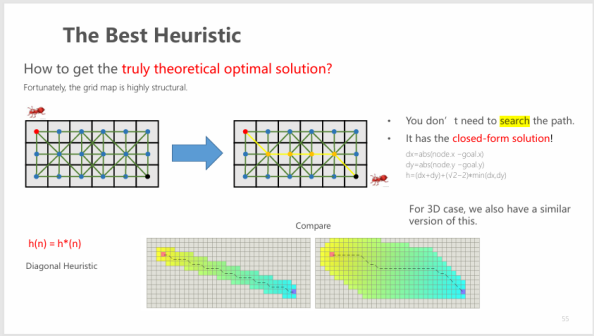 The Best Heuristic
How to get the truly theoretical optimal solution?
Fortunately, the grid map is highly structural.
• You don't need to search the path.
• It has the closed-form solution!
dx=abs(node.x −goal.x)
dy=abs(node.y −goal.y)
h=(dx+dy)+(√2−2)*min(dx,dy)
For 3D case, we also have a similar
version of this.
Compare
h(n) = h*(n)
Diagonal Heuristic
55